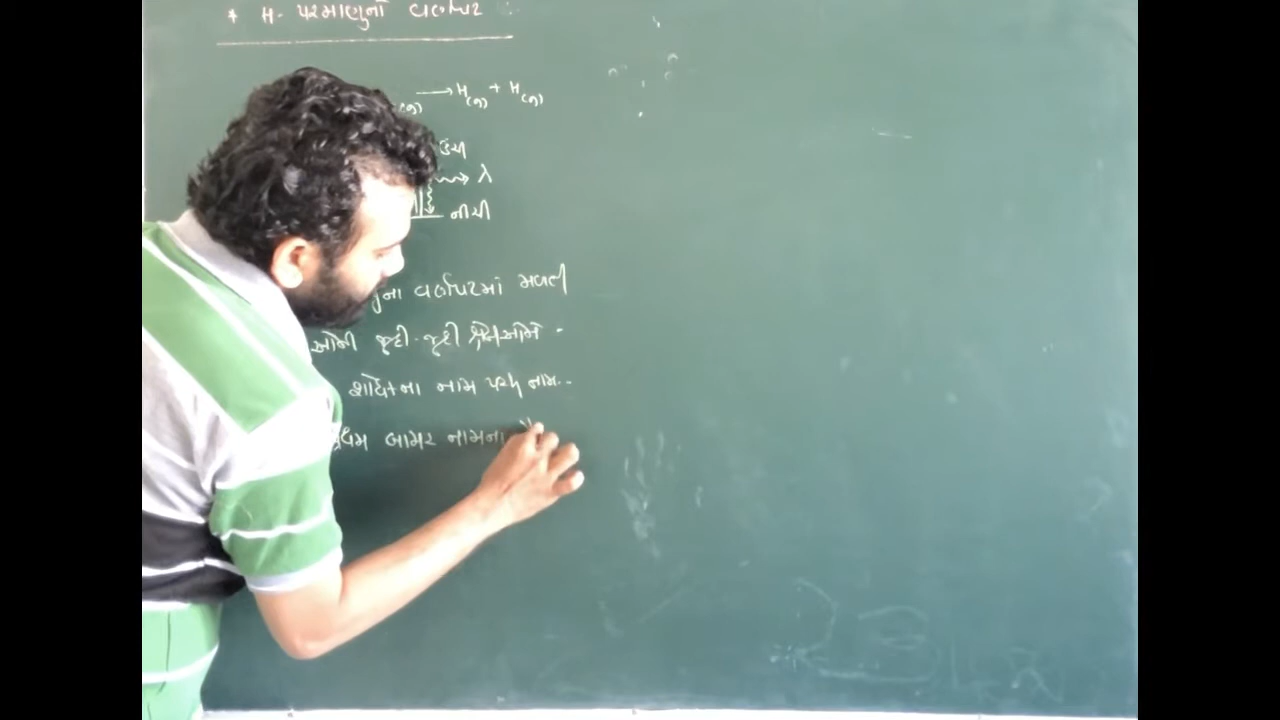 * H- પરમાણુનો વર્ણપટ
(g) → H(g) + H(g)
ઉંચી
λ
નીચી
ના વર્ણપટમાં મળતી
ઓની જુદી-જુદી શ્રેણીઓને -
શોધકના નામ પરથી નામ..
બામર નામના